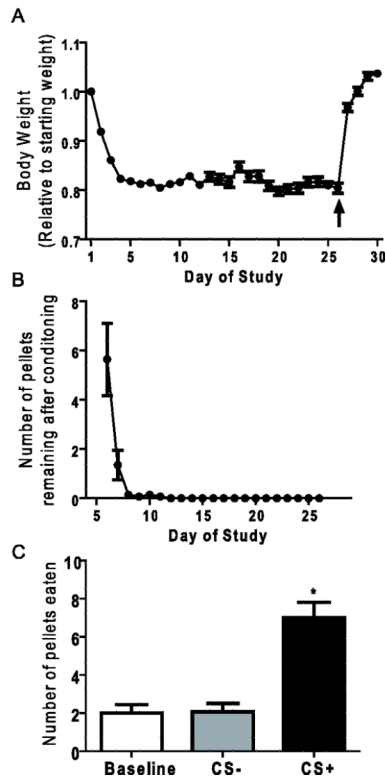 A
Body Weight
(Relative to starting weight)
1.1
1.0
0.9
0.8
0.7
1
5
10
15
20
25
30
Day of Study
B
Number of pellets
remaining after conditoning
8
6
4
2
0
5
10
15
20
25
Day of Study
C
Number of pellets eaten
10
8
6
4
2
0
*
Baseline
CS-
CS+